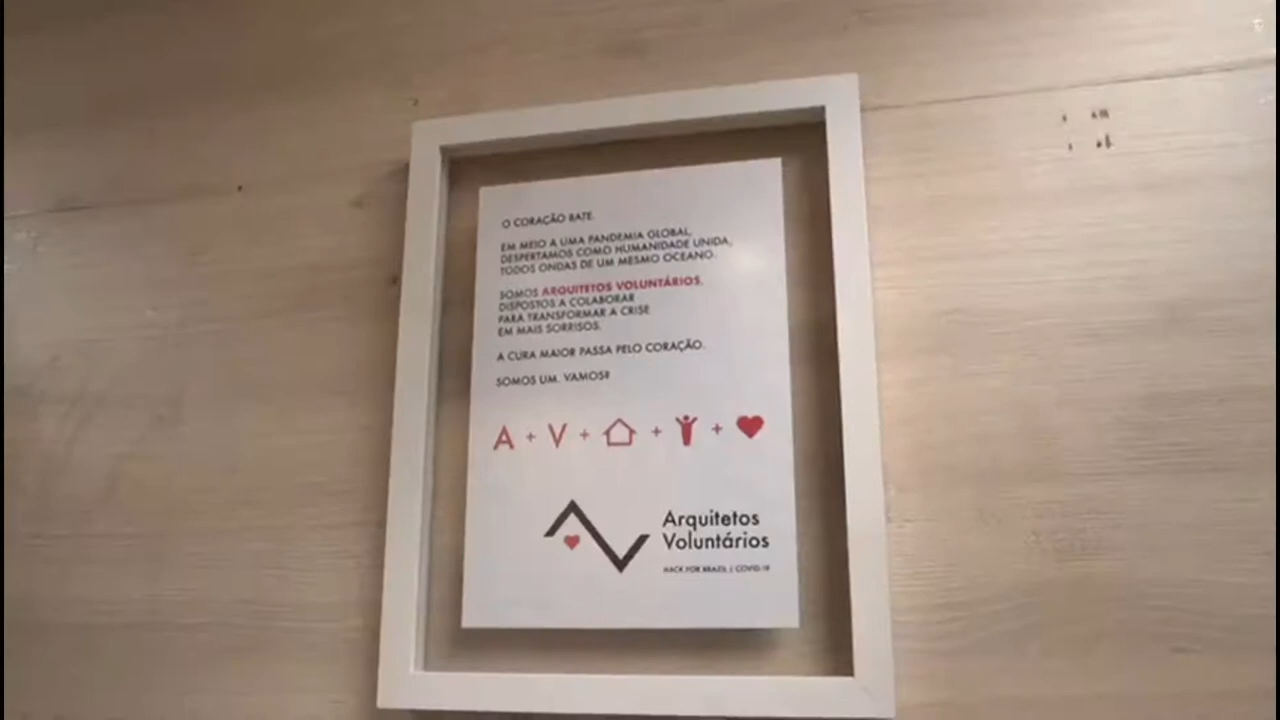 O CORAÇÃO BATE.
EM MEIO A UMA PANDEMIA GLOBAL,
DESPERTAMOS COMO HUMANIDADE UNIDA,
TODOS ONDAS DE UM MESMO OCEANO.
SOMOS ARQUITETOS VOLUNTÁRIOS,
DISPOSTOS A COLABORAR
PARA TRANSFORMAR A CRISE
EM MAIS SORRISOS.
A CURA MAIOR PASSA PELO CORAÇÃO.
SOMOS UM. VAMOS?
A + V + + +
Arquitetos
Voluntários
HACK FOR BRAZIL | COVID-19